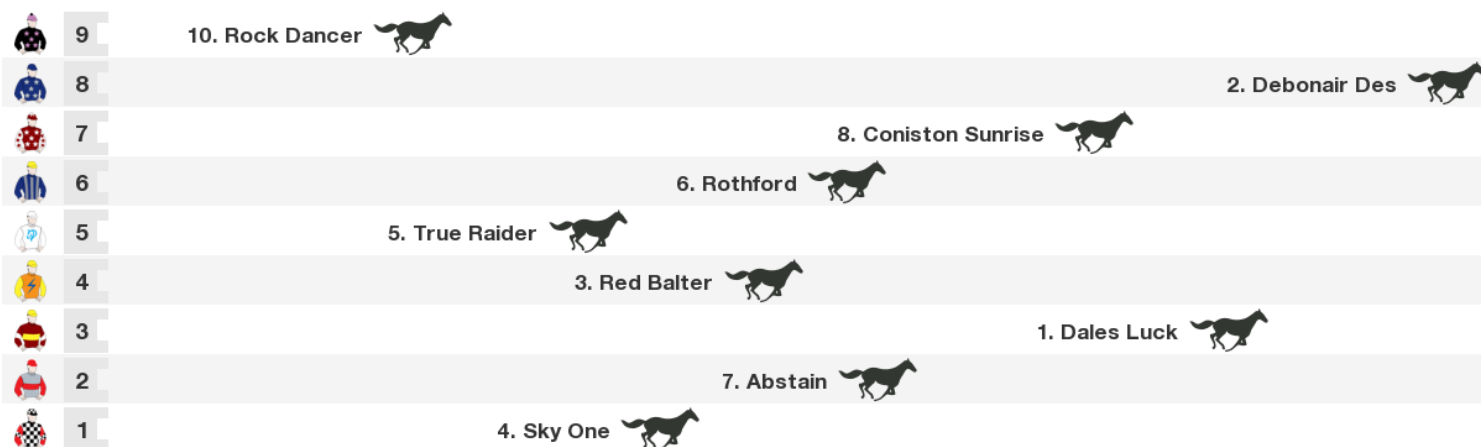 9 10. Rock Dancer
8 2. Debonair Des
7 8. Coniston Sunrise
6 6. Rothford
5 5. True Raider
4 3. Red Balter
3 1. Dales Luck
2 7. Abstain
1 4. Sky One